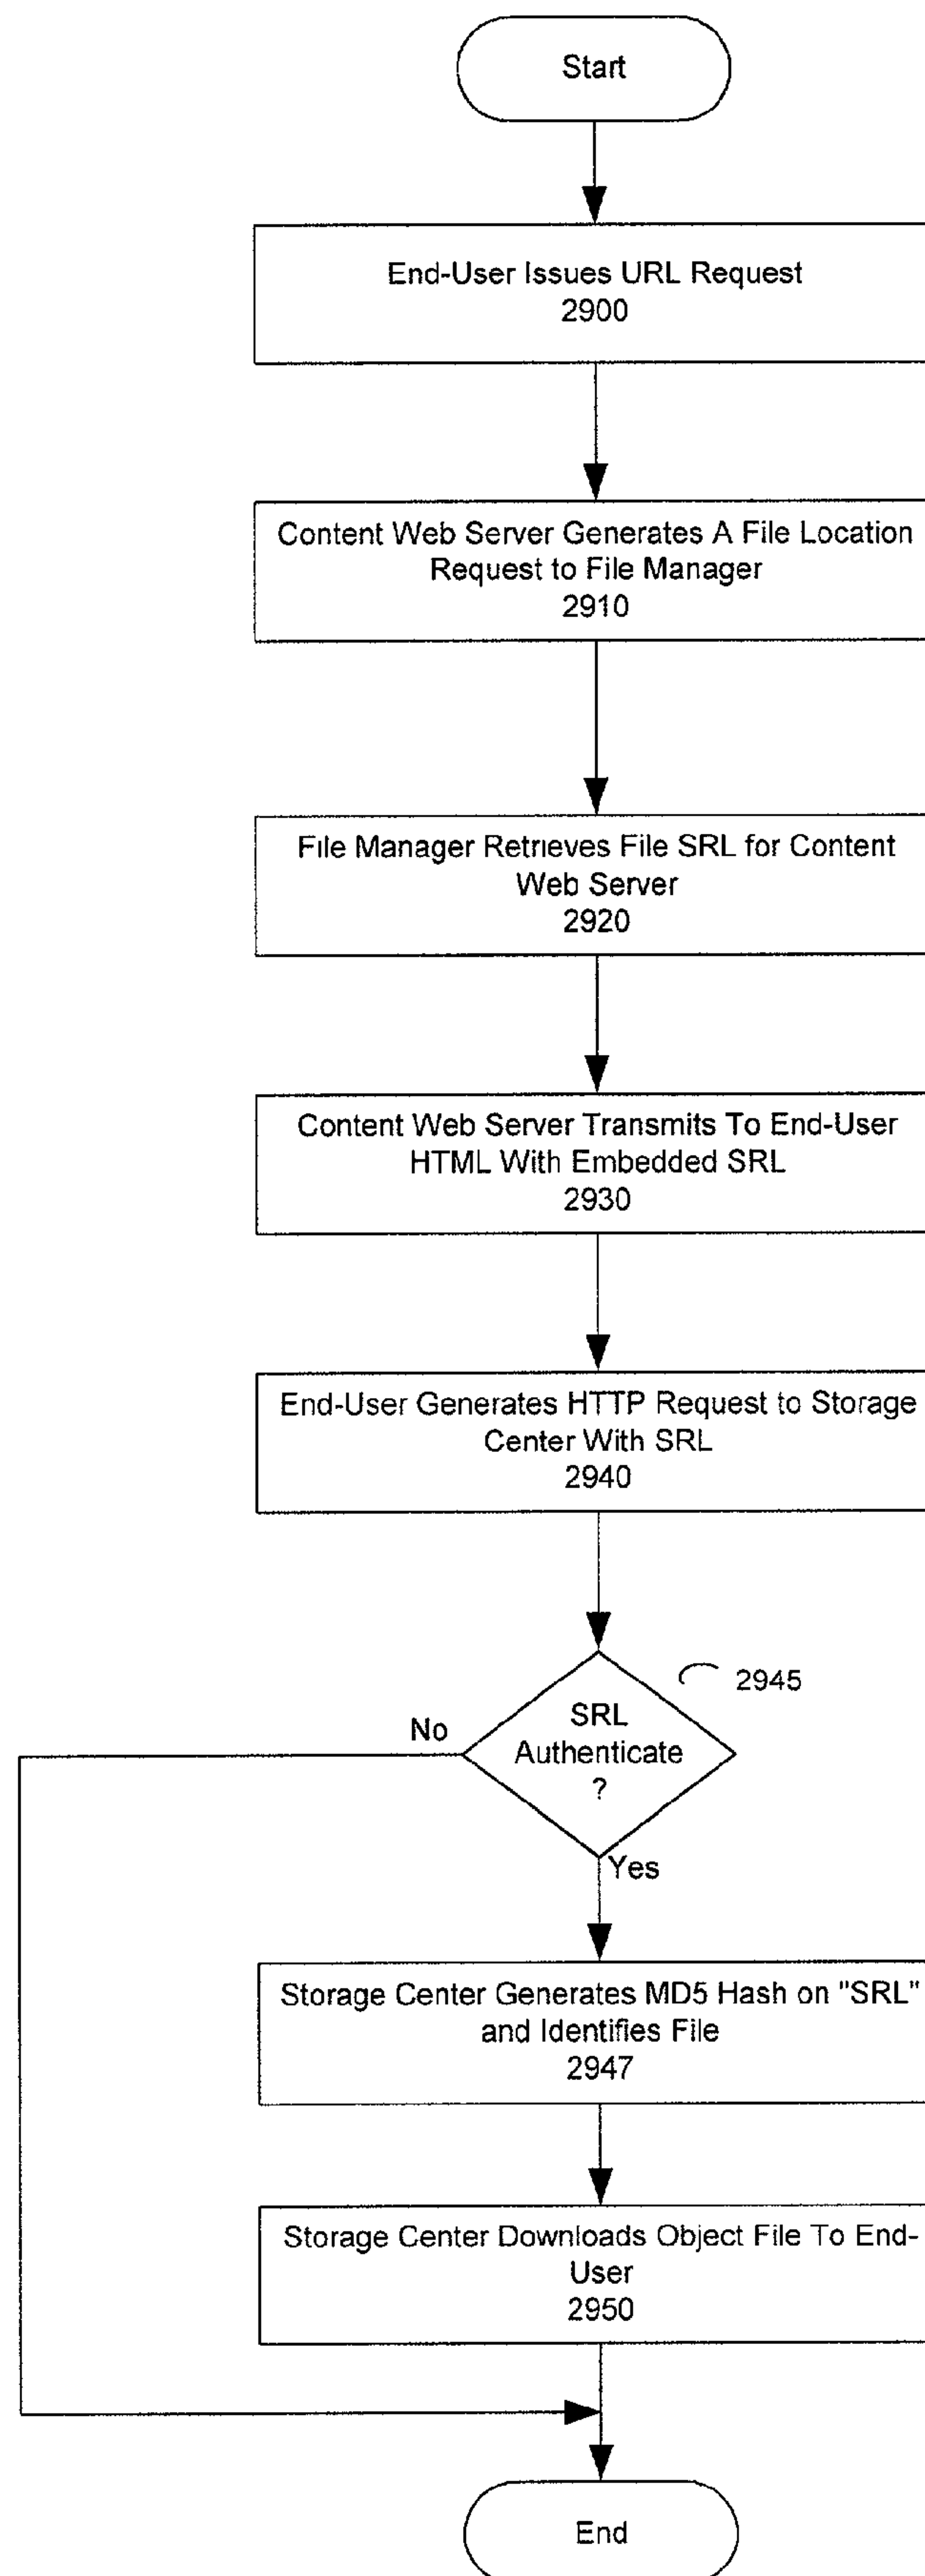 Start
End-User Issues URL Request
2900
Content Web Server Generates A File Location
Request to File Manager
2910
File Manager Retrieves File SRL for Content
Web Server
2920
Content Web Server Transmits To End-User
HTML With Embedded SRL
2930
End-User Generates HTTP Request to Storage
Center With SRL
2940
2945
SRL
Authenticate
?
No
Yes
Storage Center Generates MD5 Hash on "SRL"
and Identifies File
2947
Storage Center Downloads Object File To End-
User
2950
End